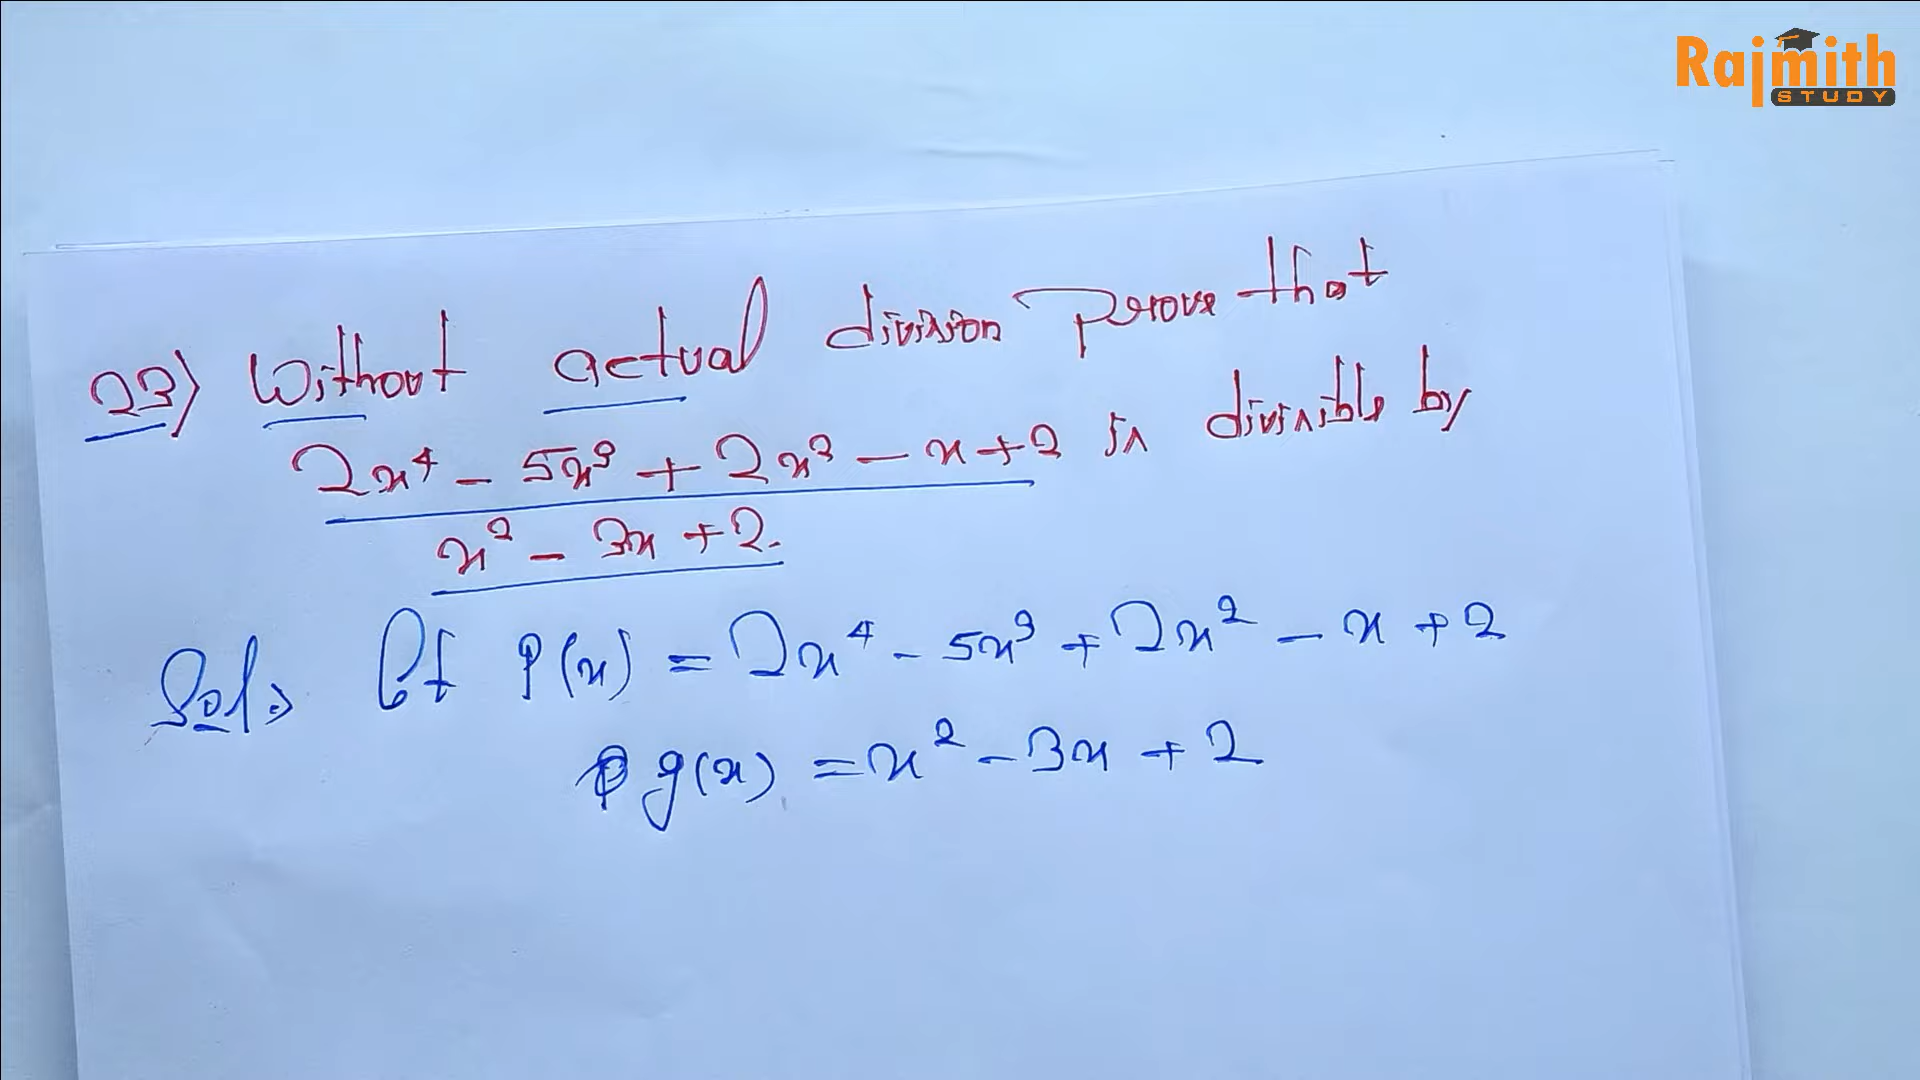 Rajmith
STUDY
23) Without actual division prove that
2x⁴ - 5x³ + 2x² - x + 2 is divisible by
x² - 3x + 2.
Sol:> let p(x) = 2x⁴ - 5x³ + 2x² - x + 2
g(x) = x² - 3x + 2